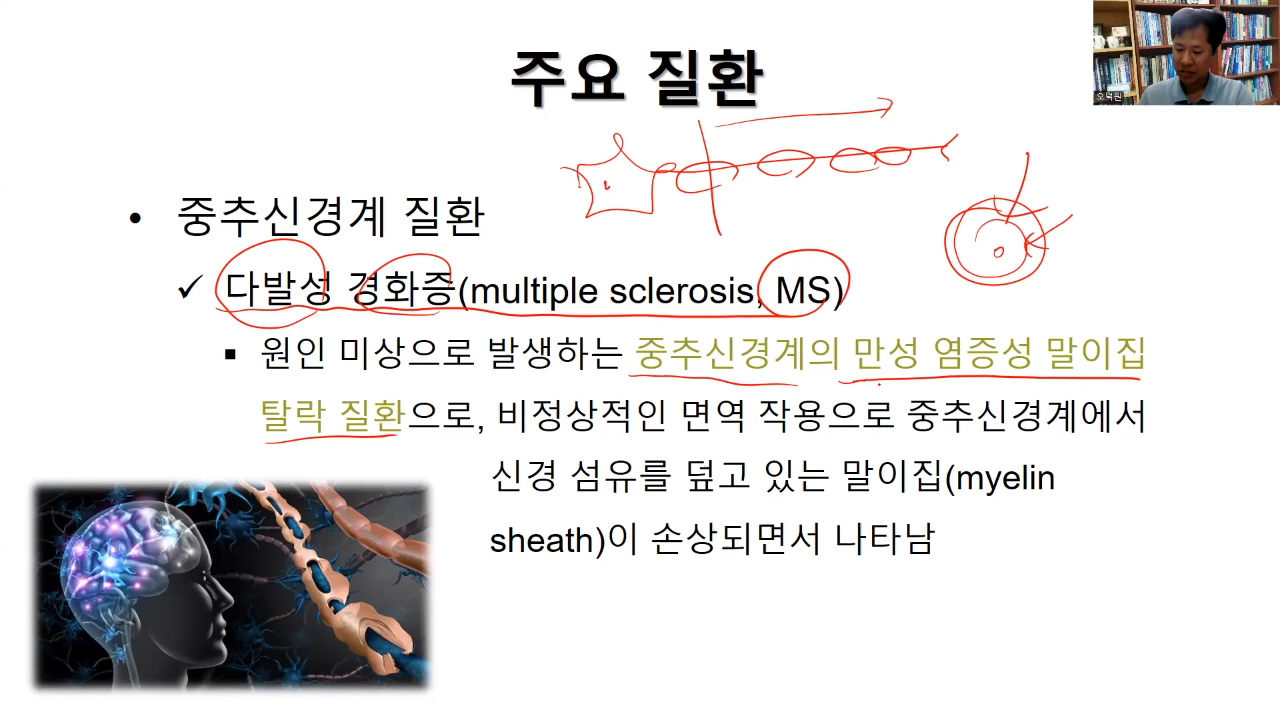 주요 질환
오덕원
• 중추신경계 질환
✓ 다발성 경화증(multiple sclerosis, MS)
▪ 원인 미상으로 발생하는 중추신경계의 만성 염증성 말이집
탈락 질환으로, 비정상적인 면역 작용으로 중추신경계에서
신경 섬유를 덮고 있는 말이집(myelin
sheath)이 손상되면서 나타남